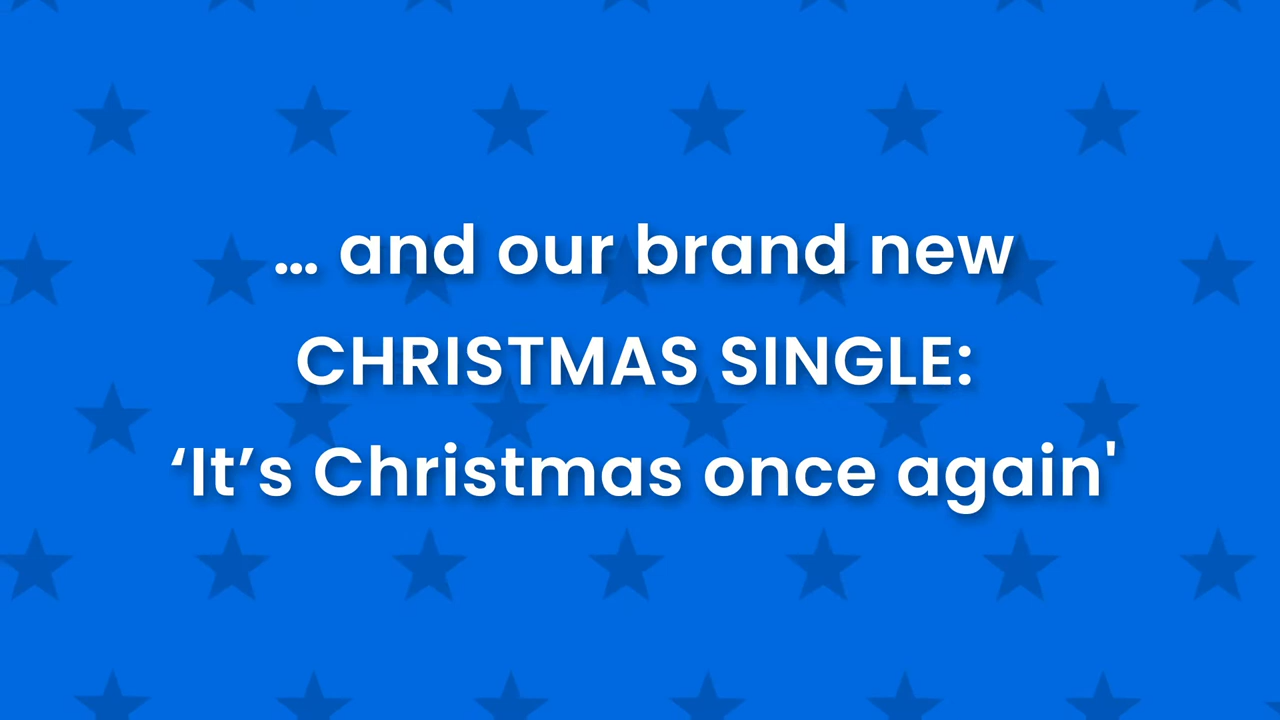 … and our brand new
CHRISTMAS SINGLE:
‘It’s Christmas once again'